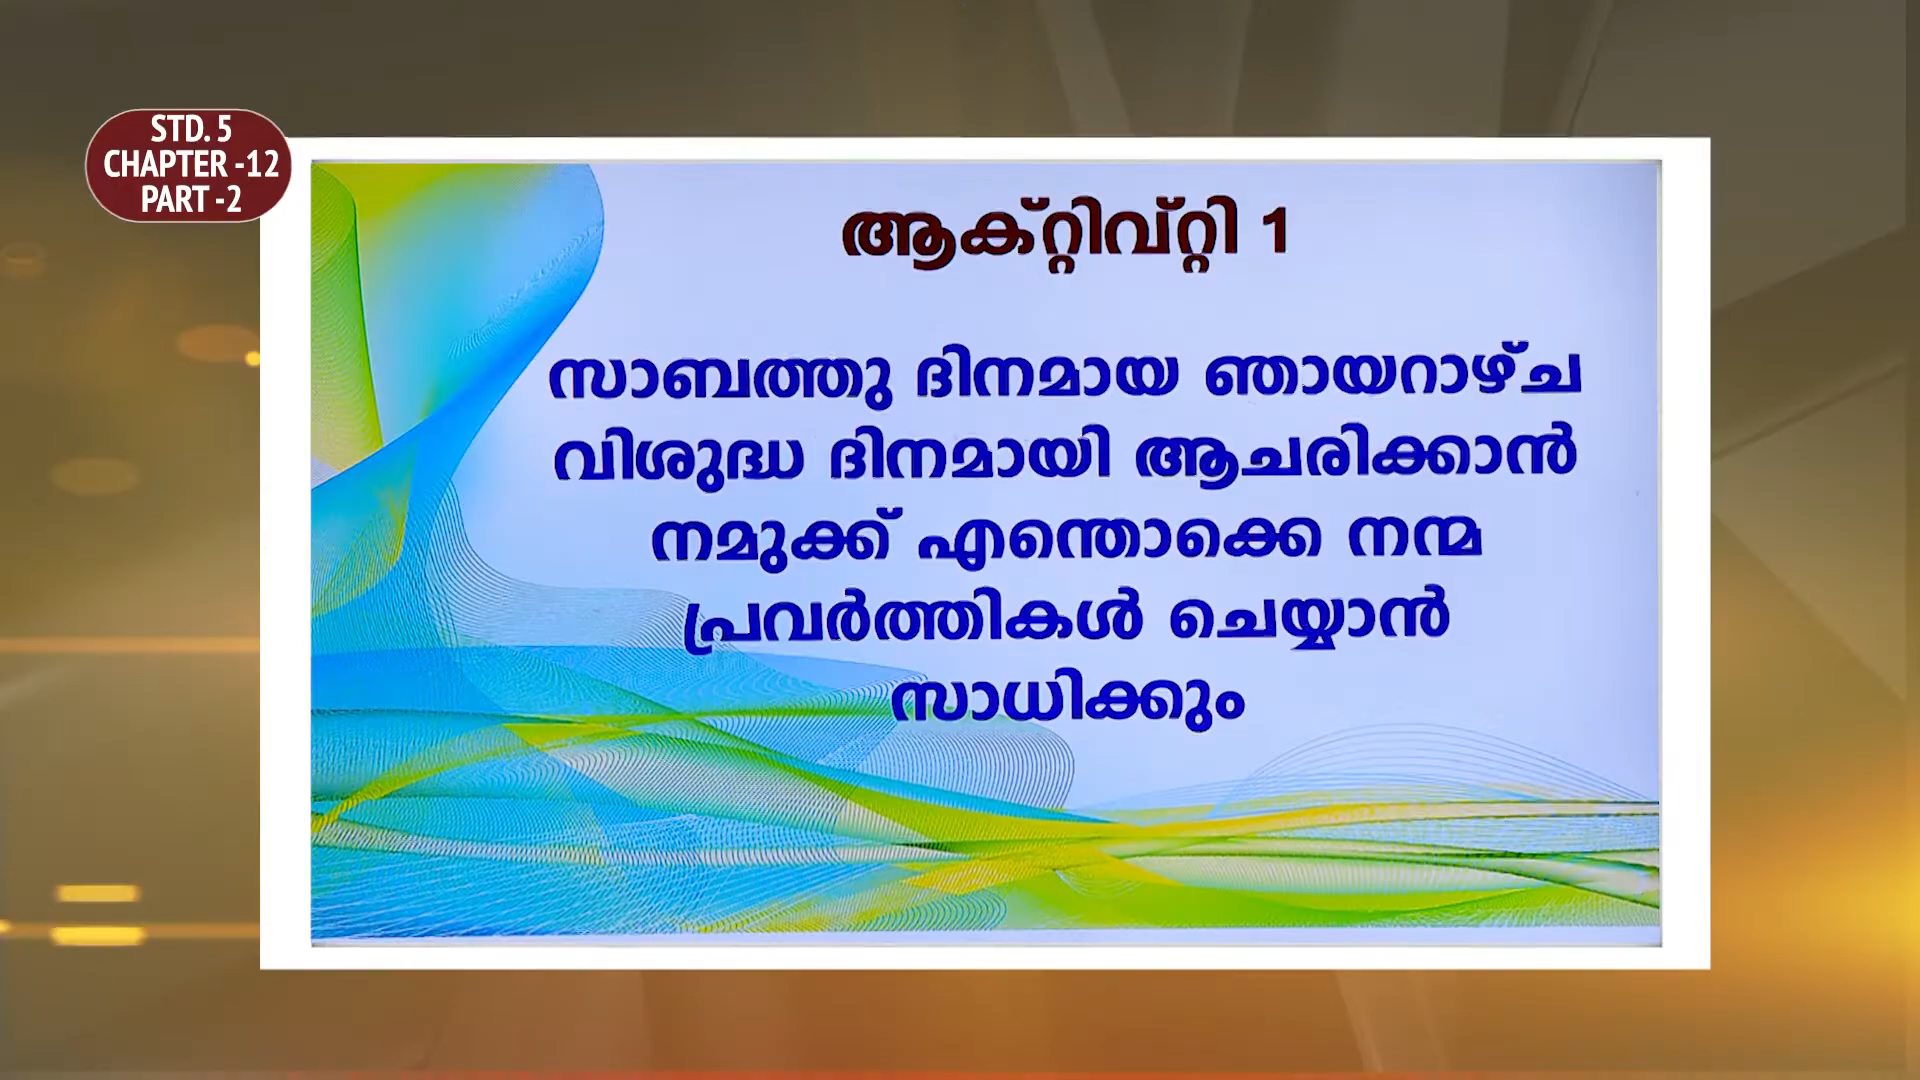 STD. 5
CHAPTER -12
PART -2
ആക്റ്റിവ്റ്റി 1
സാബത്തു ദിനമായ ഞായറാഴ്ച
വിശുദ്ധ ദിനമായി ആചരിക്കാൻ
നമുക്ക് എന്തൊക്കെ നന്മ
പ്രവർത്തികൾ ചെയ്യാൻ
സാധിക്കും